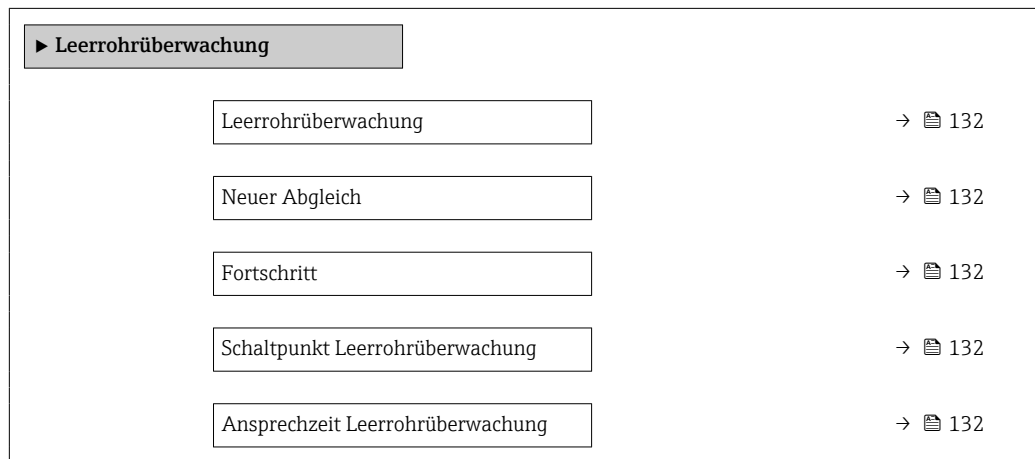 ▶ Leerrohrüberwachung
Leerrohrüberwachung → 132
Neuer Abgleich → 132
Fortschritt → 132
Schaltpunkt Leerrohrüberwachung → 132
Ansprechzeit Leerrohrüberwachung → 132